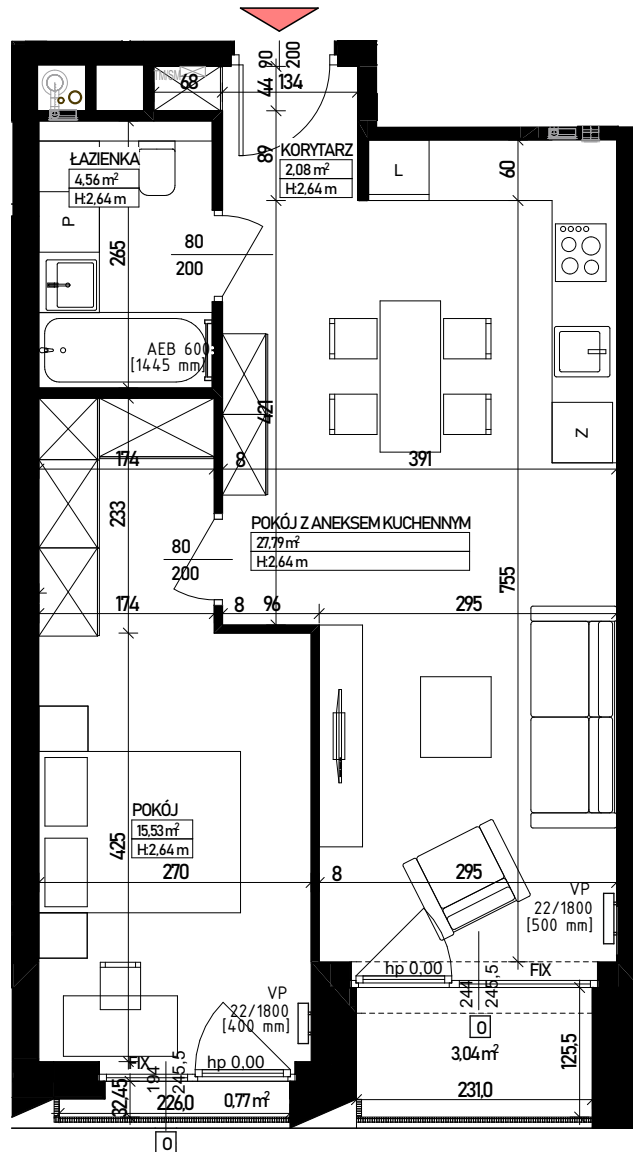 90
200
68
44
134
89
ŁAZIENKA
4,56 m²
H:2,64 m
KORYTARZ
2,08 m²
H:2,64 m
L
60
P
265
80
200
AEB 600
[1445 mm]
421
Z
174
8
391
233
POKÓJ Z ANEKSEM KUCHENNYM
27,79 m²
H:2,64 m
80
200
755
174
8
96
295
POKÓJ
15,53 m²
H:2,64 m
425
270
8
295
VP
22/1800
[500 mm]
hp 0,00
FIX
244
245,5
VP
22/1800
[400 mm]
O
3,04 m²
125,5
FIX
194
245,5
hp 0,00
32,45
226,0
0,77 m²
231,0
O